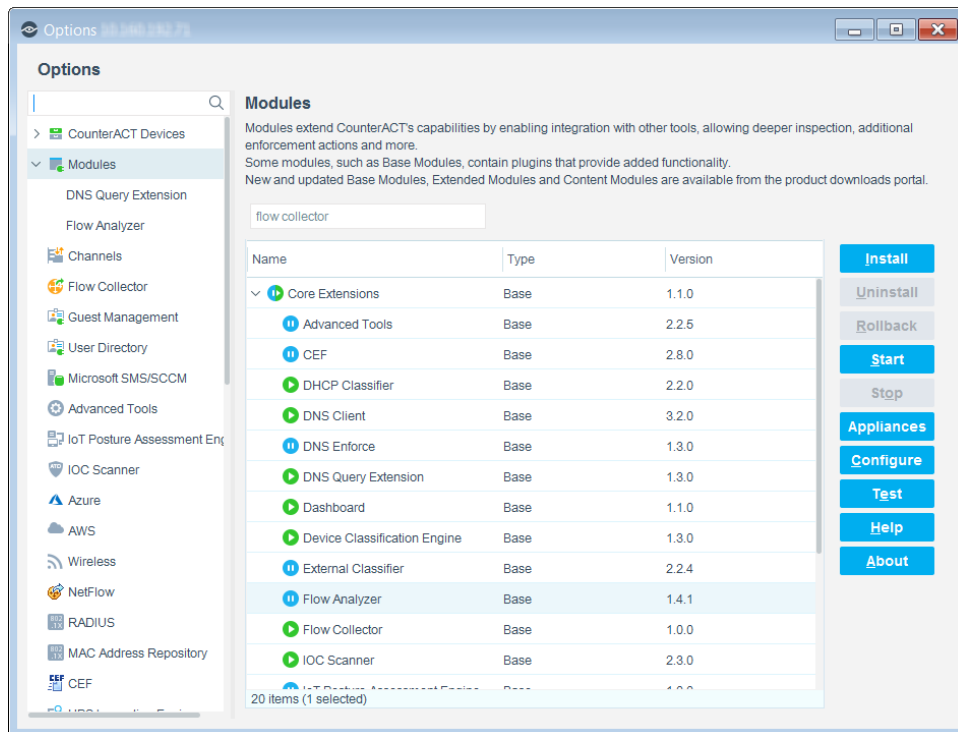 Options
Options
CounterACT Devices
Modules
DNS Query Extension
Flow Analyzer
Channels
Flow Collector
Guest Management
User Directory
Microsoft SMS/SCCM
Advanced Tools
IoT Posture Assessment Eng
IOC Scanner
Azure
AWS
Wireless
NetFlow
RADIUS
MAC Address Repository
CEF
Modules
Modules extend CounterACT's capabilities by enabling integration with other tools, allowing deeper inspection, additional
enforcement actions and more.
Some modules, such as Base Modules, contain plugins that provide added functionality.
New and updated Base Modules, Extended Modules and Content Modules are available from the product downloads portal.
flow collector
Name Type Version
Core Extensions Base 1.1.0
Advanced Tools Base 2.2.5
CEF Base 2.8.0
DHCP Classifier Base 2.2.0
DNS Client Base 3.2.0
DNS Enforce Base 1.3.0
DNS Query Extension Base 1.3.0
Dashboard Base 1.1.0
Device Classification Engine Base 1.3.0
External Classifier Base 2.2.4
Flow Analyzer Base 1.4.1
Flow Collector Base 1.0.0
IOC Scanner Base 2.3.0
IoT Posture Assessment Engine Base
20 items (1 selected)
Install
Uninstall
Rollback
Start
Stop
Appliances
Configure
Test
Help
About